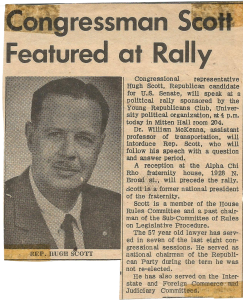 Congressman Scott
Featured at Rally
Congressional representative
Hugh Scott, Republican candidate
for U.S. Senate, will speak at a
political rally sponsored by the
Young Republicans Club, Univer-
sity political organization, at 4 p.m.
today in Mitten Hall room 204.
Dr. William McKenna, assistant
professor of transportation, will
intorduce Rep. Scott, who will
follow his speech with a question
and answer period.
A reception at the Alpha Chi
Rho fraternity house, 1928 N.
Broad st., will precede the rally.
Scott is a former national president
of the fraternity.
Scott is a member of the House
Rules Committee and a past chair-
man of the Sub-Committee of Rules
on Legislative Procedure.
The 57 year old lawyer has serv-
ed in seven of the last eight con-
gressional sessions. He served as
national chairman of the Republi-
can Party during the term he was
not re-elected.
He has also served on the Inter-
state and Foreign Commerce and
Judiciary Committees.
REP. HUGH SCOTT